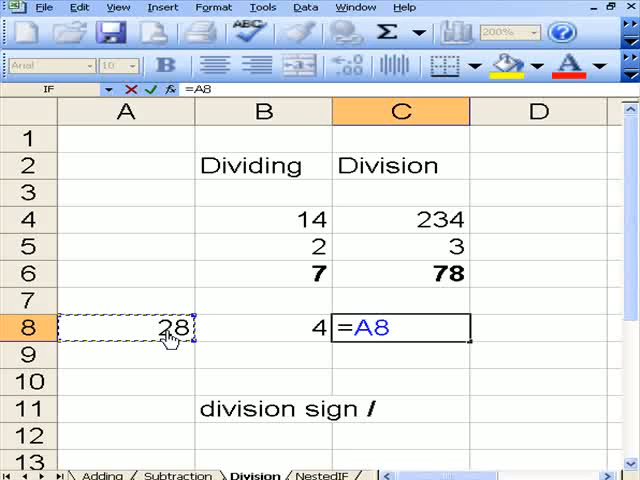 File Edit View Insert Format Tools Data Window Help
ABC Σ 200% ?
Arial 10 B A
IF =A8
A B C D
1
2 Dividing Division
3
4 14 234
5 2 3
6 7 78
7
8 28 4 =A8
9
10
11 division sign /
12
13
Adding Subtraction Division NestedIF